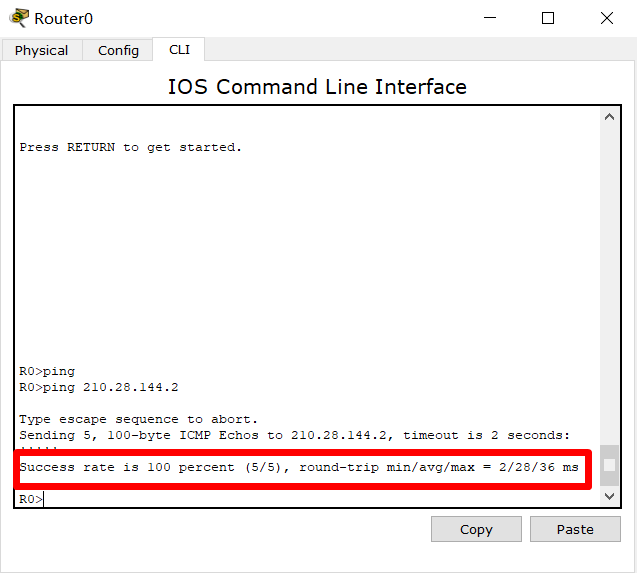 Router0
Physical Config CLI
IOS Command Line Interface
Press RETURN to get started.
R0>ping
R0>ping 210.28.144.2
Type escape sequence to abort.
Sending 5, 100-byte ICMP Echos to 210.28.144.2, timeout is 2 seconds:
!!!!!
Success rate is 100 percent (5/5), round-trip min/avg/max = 2/28/36 ms
R0>
Copy Paste